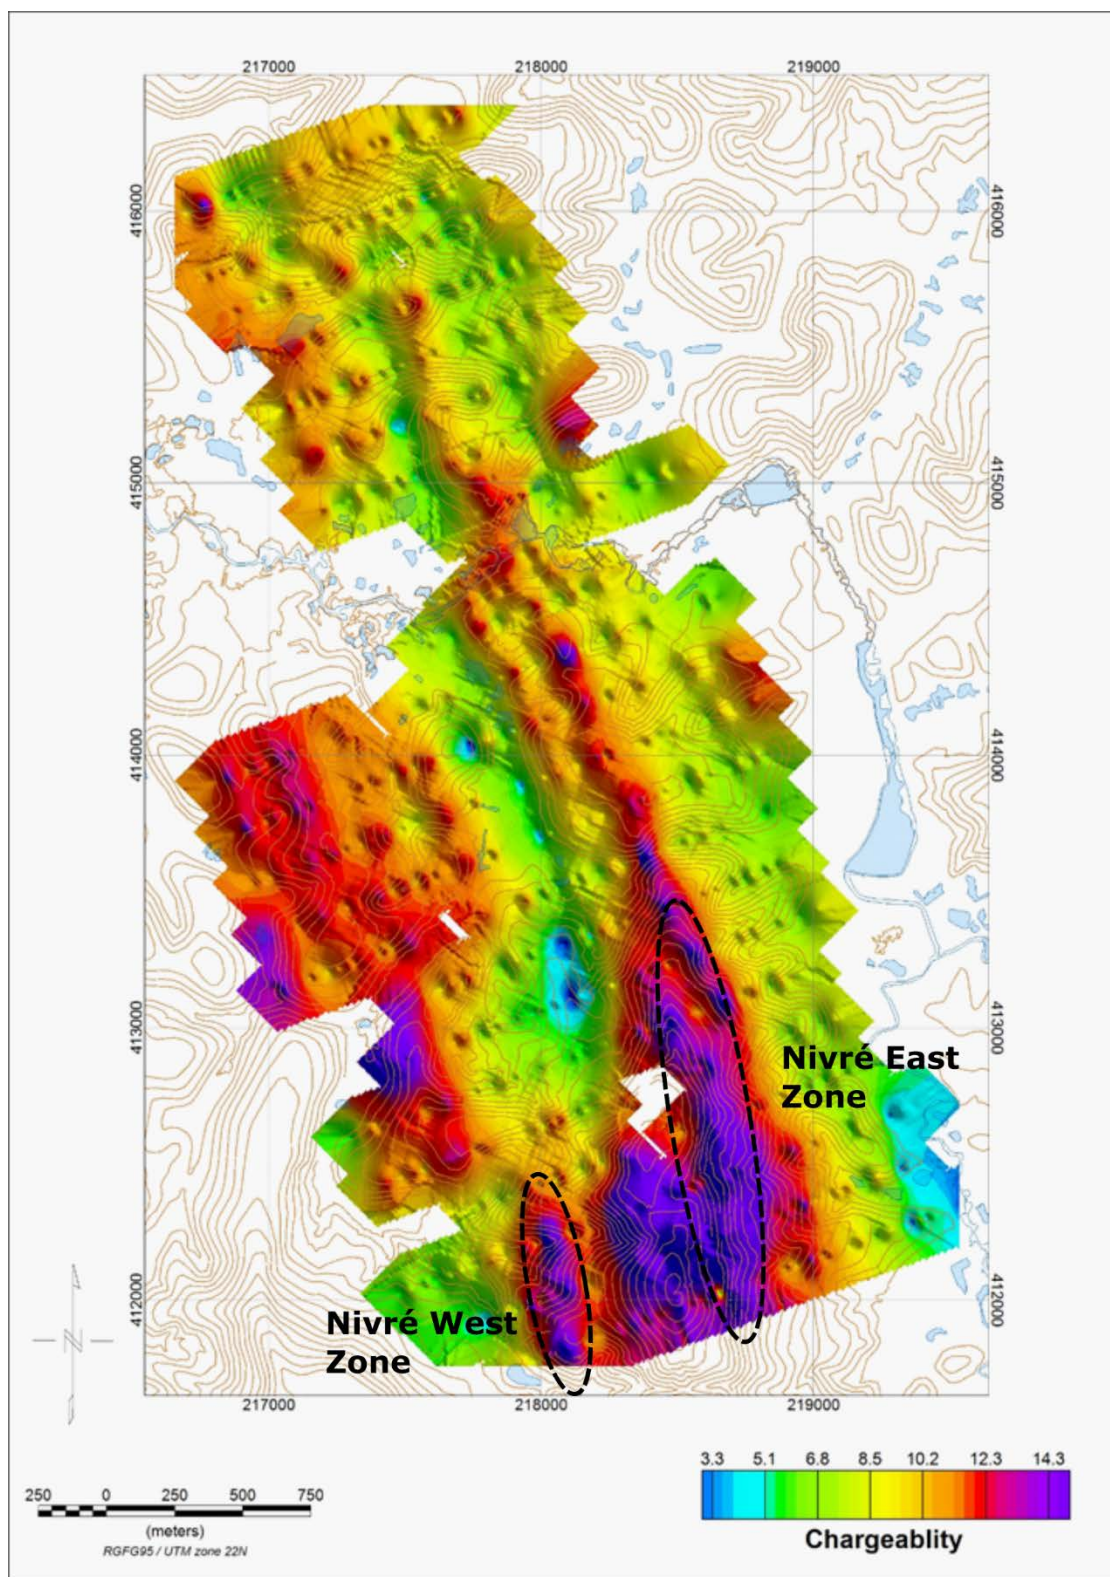 217000 218000 219000
416000 416000
415000 415000
414000 414000
413000 413000
Nivré East
Zone
412000 412000
Nivré West
Zone
N
217000 218000 219000
3.3 5.1 6.8 8.5 10.2 12.3 14.3
250 0 250 500 750
(meters)
RGFG95 / UTM zone 22N
Chargeablity